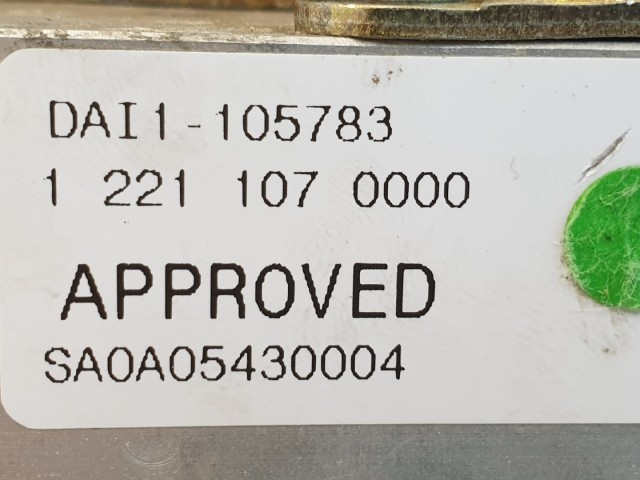 DAI1-105783
1 221 107 0000
APPROVED
SA0A05430004